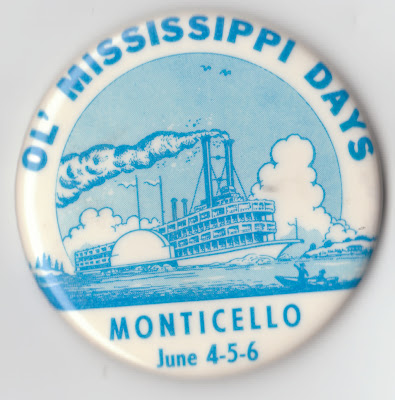 OL' MISSISSIPPI DAYS
MONTICELLO
June 4-5-6